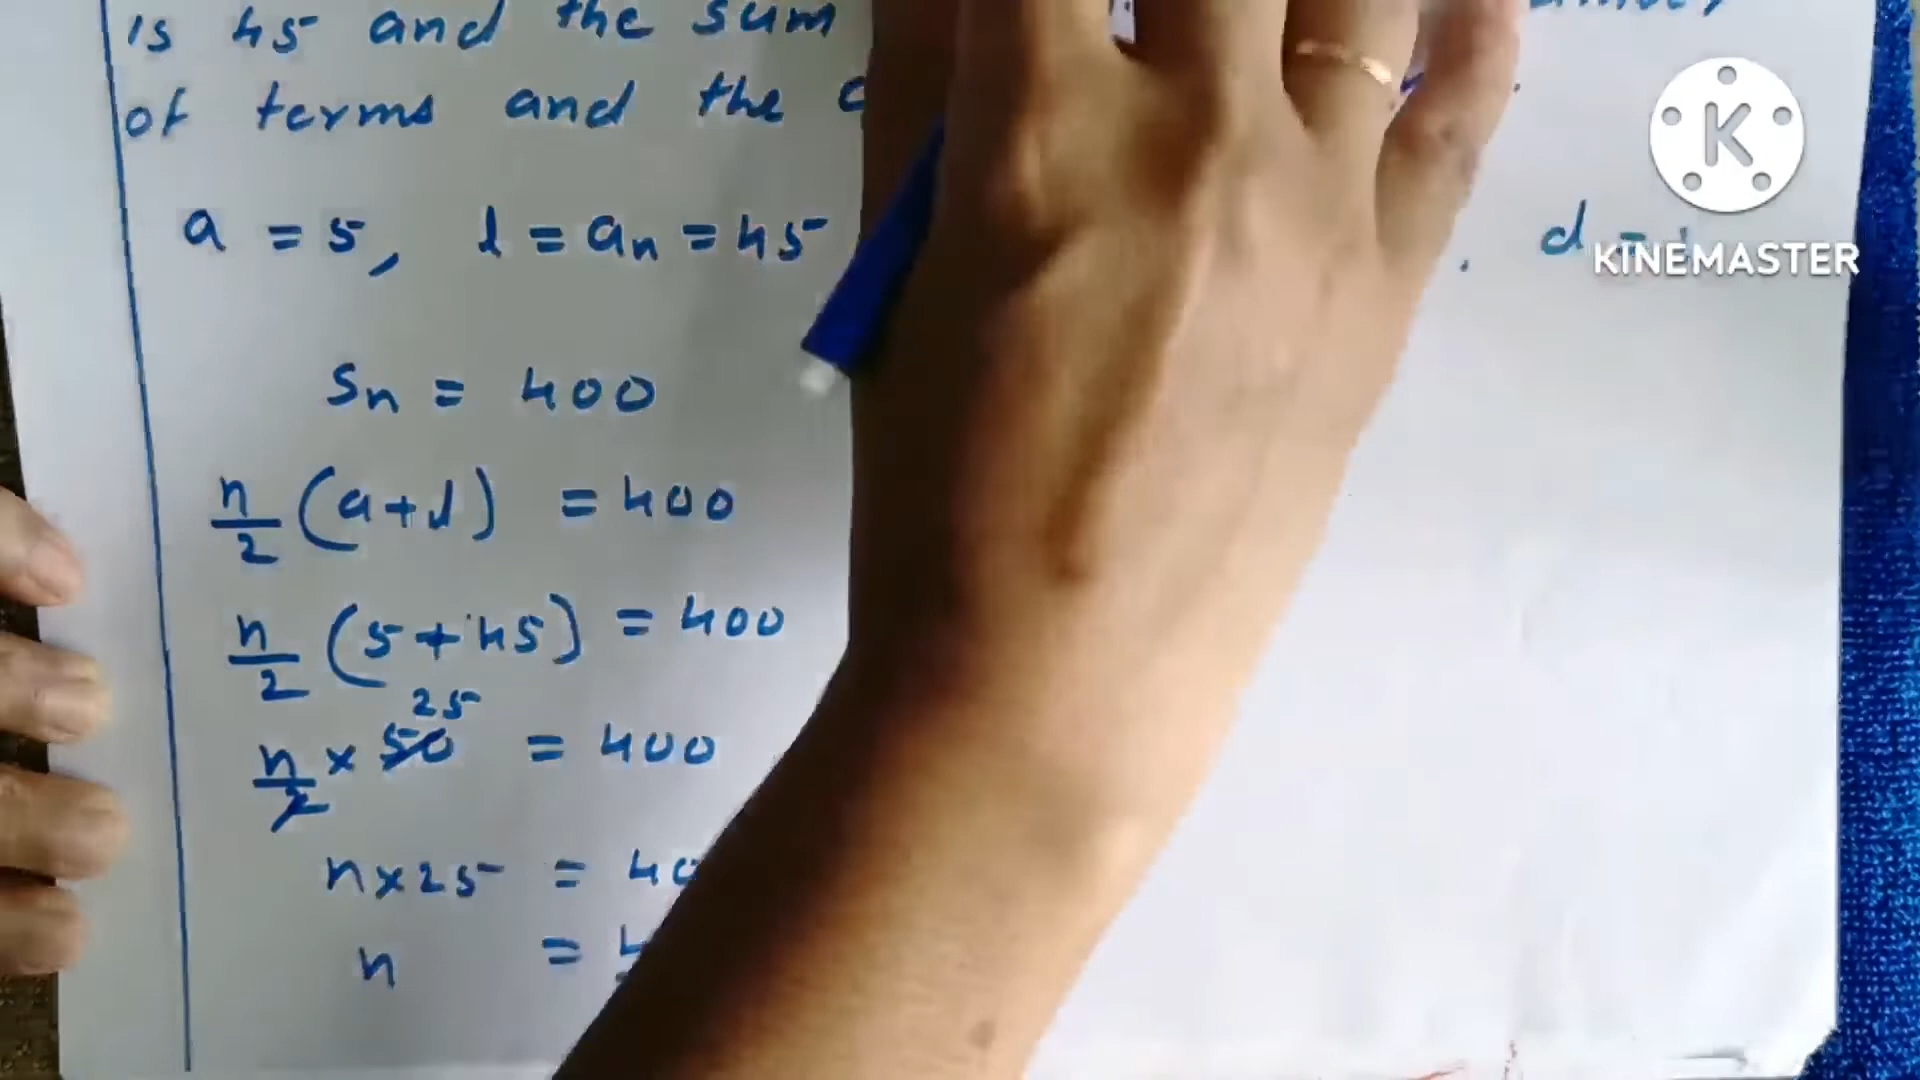 is 45 and the sum
of terms and the
a = 5, l = aₙ = 45 . d =
K
KINEMASTER
Sₙ = 400
n/2 (a+l) = 400
n/2 (5+45) = 400
25
n/2 × 50 = 400
n×25 = 40
n =